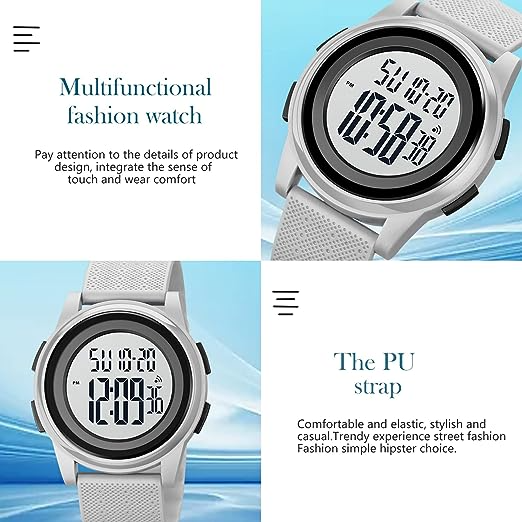 Multifunctional
fashion watch
Pay attention to the details of product
design, integrate the sense of
touch and wear comfort
SU 10-20
PM
10:58 38
SU 10-20
PM
12:09 36
The PU
strap
Comfortable and elastic, stylish and
casual.Trendy experience street fashion
Fashion simple hipster choice.